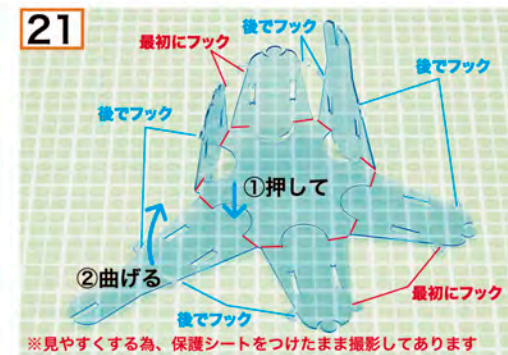 21
最初にフック
後でフック
後でフック
後でフック
①押して
②曲げる
後でフック
最初にフック
※見やすくする為、保護シートをつけたまま撮影してあります